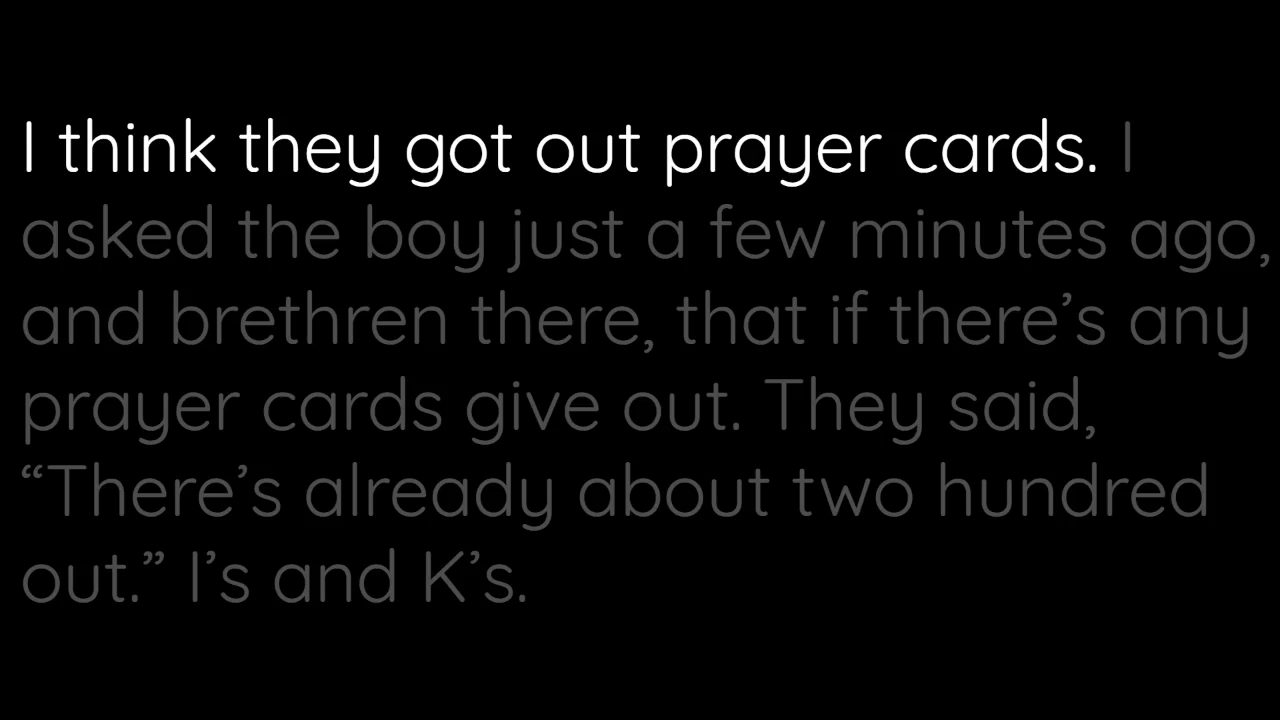 I think they got out prayer cards. I
asked the boy just a few minutes ago,
and brethren there, that if there’s any
prayer cards give out. They said,
“There’s already about two hundred
out.” I’s and K’s.